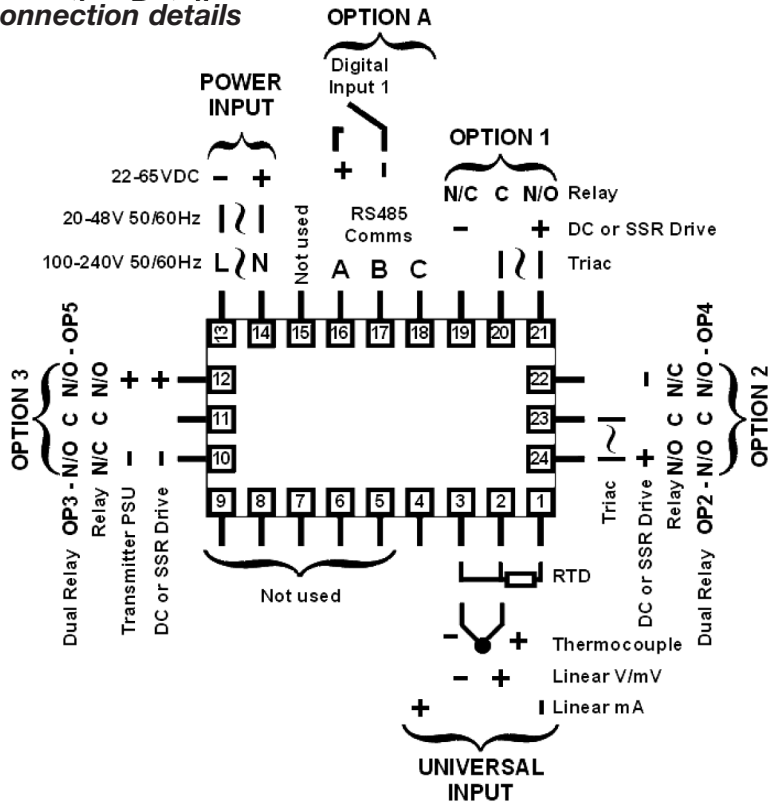 onnection details
OPTION A
Digital
Input 1
POWER
INPUT
OPTION 1
22-65VDC − +
+ −
N/C C N/O Relay
20-48V 50/60Hz
Not used
RS485
Comms
− + DC or SSR Drive
100-240V 50/60Hz L N
A B C
Triac
13 14 15 16 17 18 19 20 21
OPTION 3
Dual Relay OP3 - N/O C N/O - OP5
Relay N/C C N/O
Transmitter PSU − +
DC or SSR Drive − +
12
11
10
22
23
24
Triac
DC or SSR Drive + −
Relay N/O C N/C
Dual Relay OP2 - N/O C N/O - OP4
OPTION 2
9 8 7 6 5 4 3 2 1
Not used
RTD
− + Thermocouple
− + Linear V/mV
+ − Linear mA
UNIVERSAL
INPUT